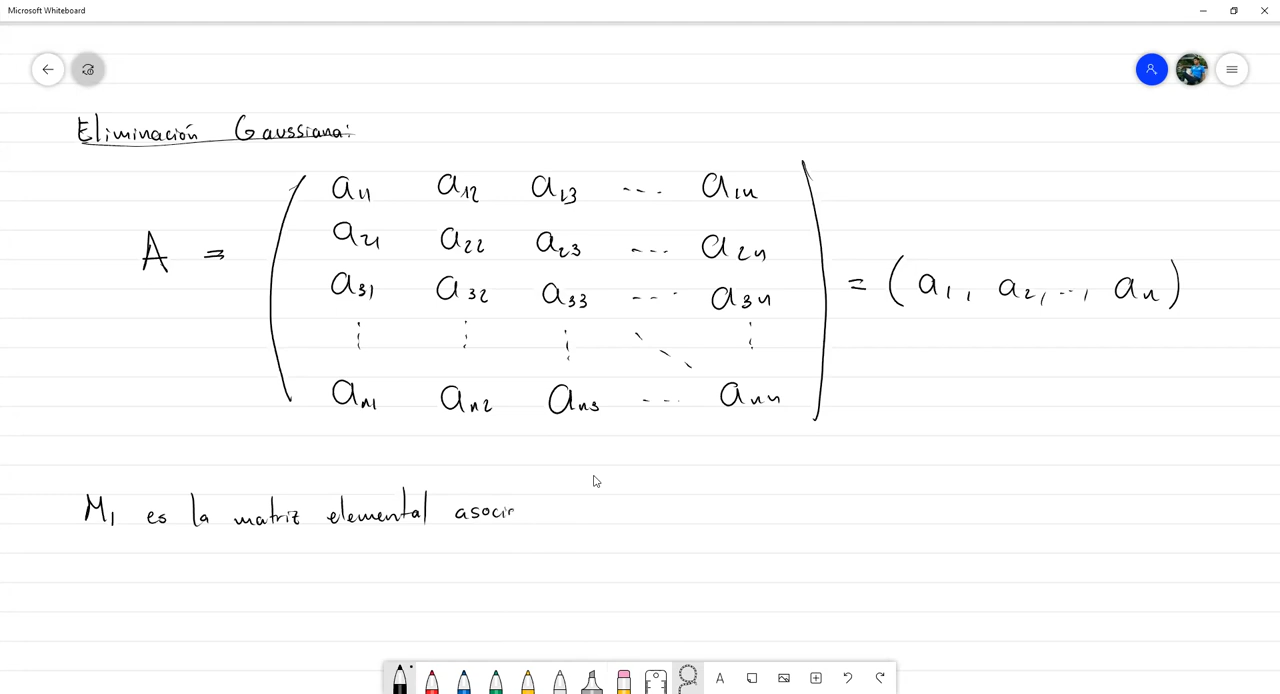 Microsoft Whiteboard
Eliminación Gaussiana:
A = ( a11 a12 a13 ... a1n
a21 a22 a23 ... a2n
a31 a32 a33 ... a3n
⋮ ⋮ ⋮ ⋱ ⋮
an1 an2 an3 ... ann ) = ( a1, a2, ..., an )
M1 es la matriz elemental asoci
A